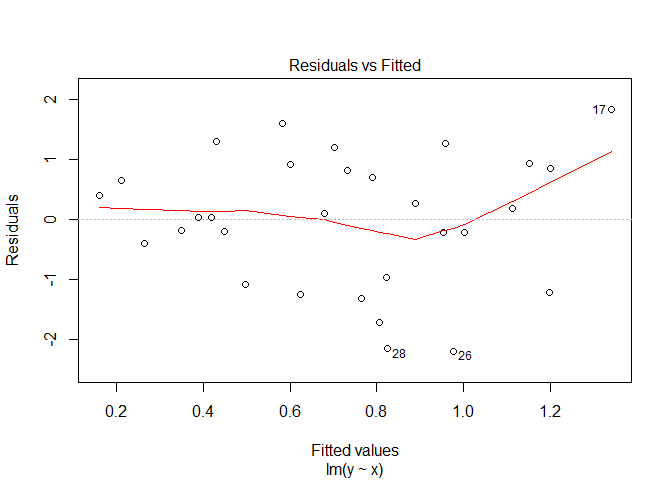 Residuals vs Fitted
Residuals
2
1
0
-1
-2
17
28
26
0.2 0.4 0.6 0.8 1.0 1.2
Fitted values
lm(y ~ x)